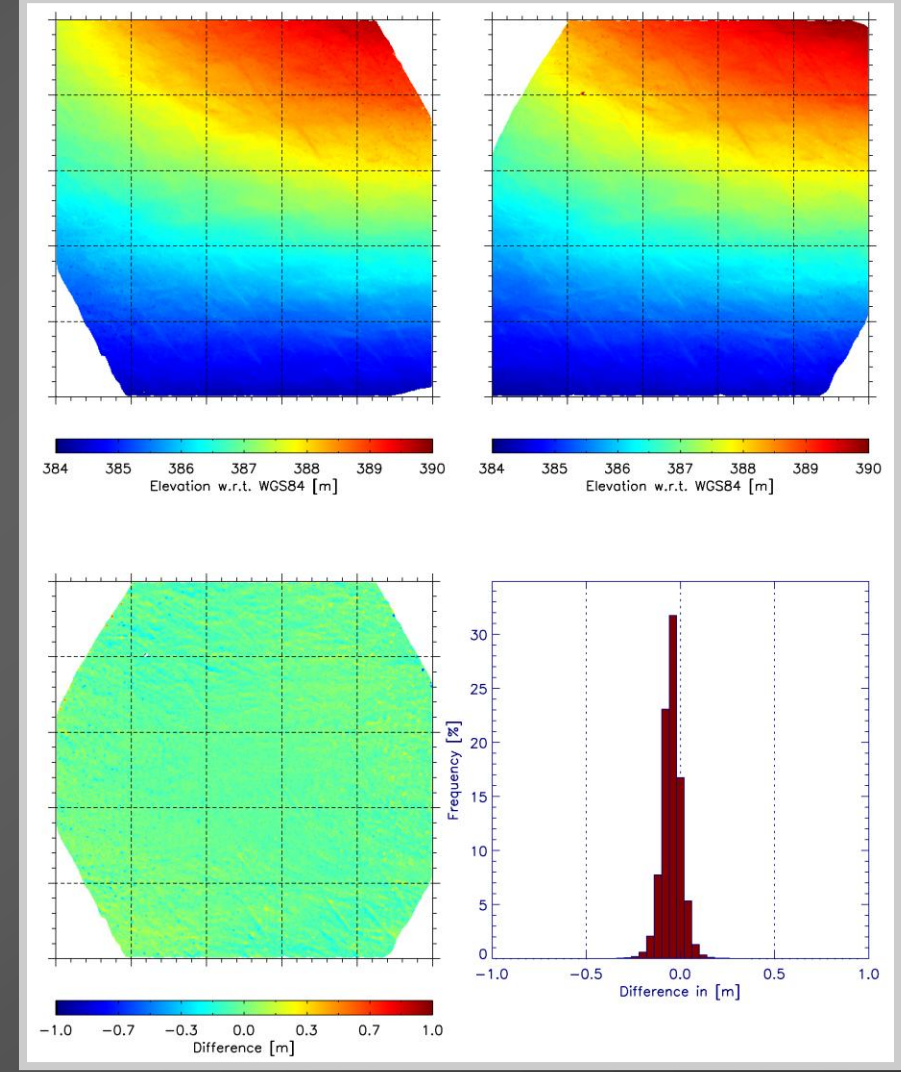 384 385 386 387 388 389 390
Elevation w.r.t. WGS84 [m]
384 385 386 387 388 389 390
Elevation w.r.t. WGS84 [m]
-1.0 -0.7 -0.3 0.0 0.3 0.7 1.0
Difference [m]
Frequency [%]
30
25
20
15
10
5
0
-1.0 -0.5 0.0 0.5 1.0
Difference in [m]